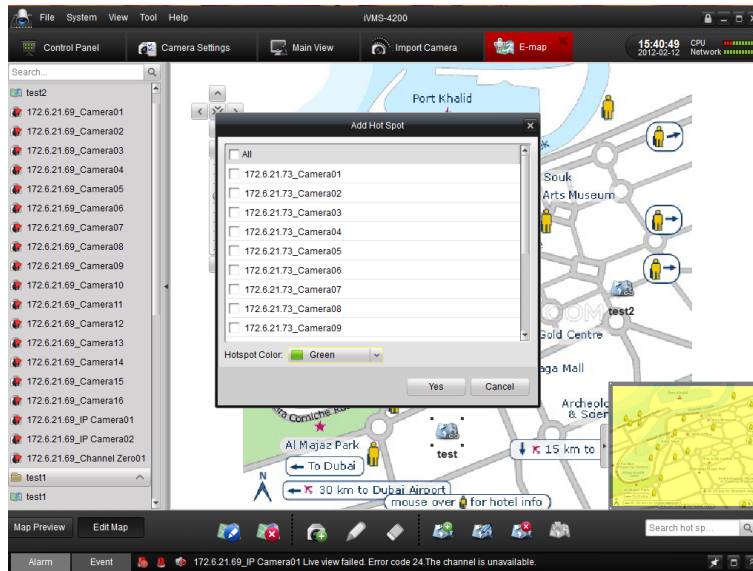 File System View Tool Help
iVMS-4200
Control Panel
Camera Settings
Main View
Import Camera
E-map
15:40:49
2012-02-12
CPU
Network
Search...
test2
172.6.21.69_Camera01
172.6.21.69_Camera02
172.6.21.69_Camera03
172.6.21.69_Camera04
172.6.21.69_Camera05
172.6.21.69_Camera06
172.6.21.69_Camera07
172.6.21.69_Camera08
172.6.21.69_Camera09
172.6.21.69_Camera10
172.6.21.69_Camera11
172.6.21.69_Camera12
172.6.21.69_Camera13
172.6.21.69_Camera14
172.6.21.69_Camera15
172.6.21.69_Camera16
172.6.21.69_IP Camera01
172.6.21.69_IP Camera02
172.6.21.69_Channel Zero01
test1
test1
Port Khalid
Add Hot Spot
All
172.6.21.73_Camera01
172.6.21.73_Camera02
172.6.21.73_Camera03
172.6.21.73_Camera04
172.6.21.73_Camera05
172.6.21.73_Camera06
172.6.21.73_Camera07
172.6.21.73_Camera08
172.6.21.73_Camera09
Hotspot Color: Green
Yes Cancel
Souk
Arts Museum
test2
Gold Centre
Mall
& Scien
Corniche
Al Majaz Park
To Dubai
test
15 km to
N
30 km to Dubai Airport
mouse over for hotel info
Map Preview
Edit Map
Search hot sp...
Alarm Event
172.6.21.69_IP Camera01 Live view failed. Error code 24.The channel is unavailable.